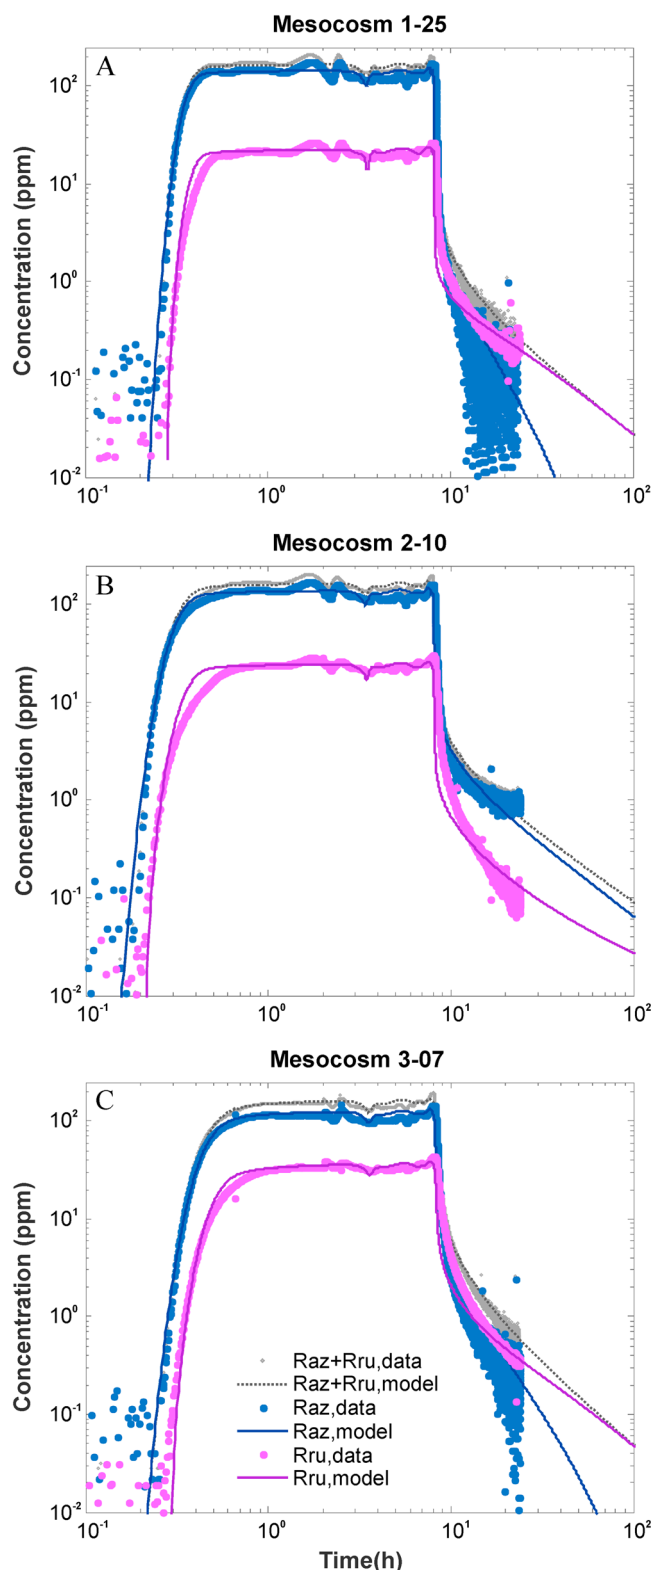 Mesocosm 1-25
A
Concentration (ppm)
10^2
10^1
10^0
10^-1
10^-2
10^-1
10^0
10^1
10^2
Mesocosm 2-10
B
Concentration (ppm)
10^2
10^1
10^0
10^-1
10^-2
10^-1
10^0
10^1
10^2
Mesocosm 3-07
C
Concentration (ppm)
10^2
10^1
10^0
10^-1
10^-2
Raz+Rru,data
Raz+Rru,model
Raz,data
Raz,model
Rru,data
Rru,model
10^-1
10^0
10^1
10^2
Time(h)